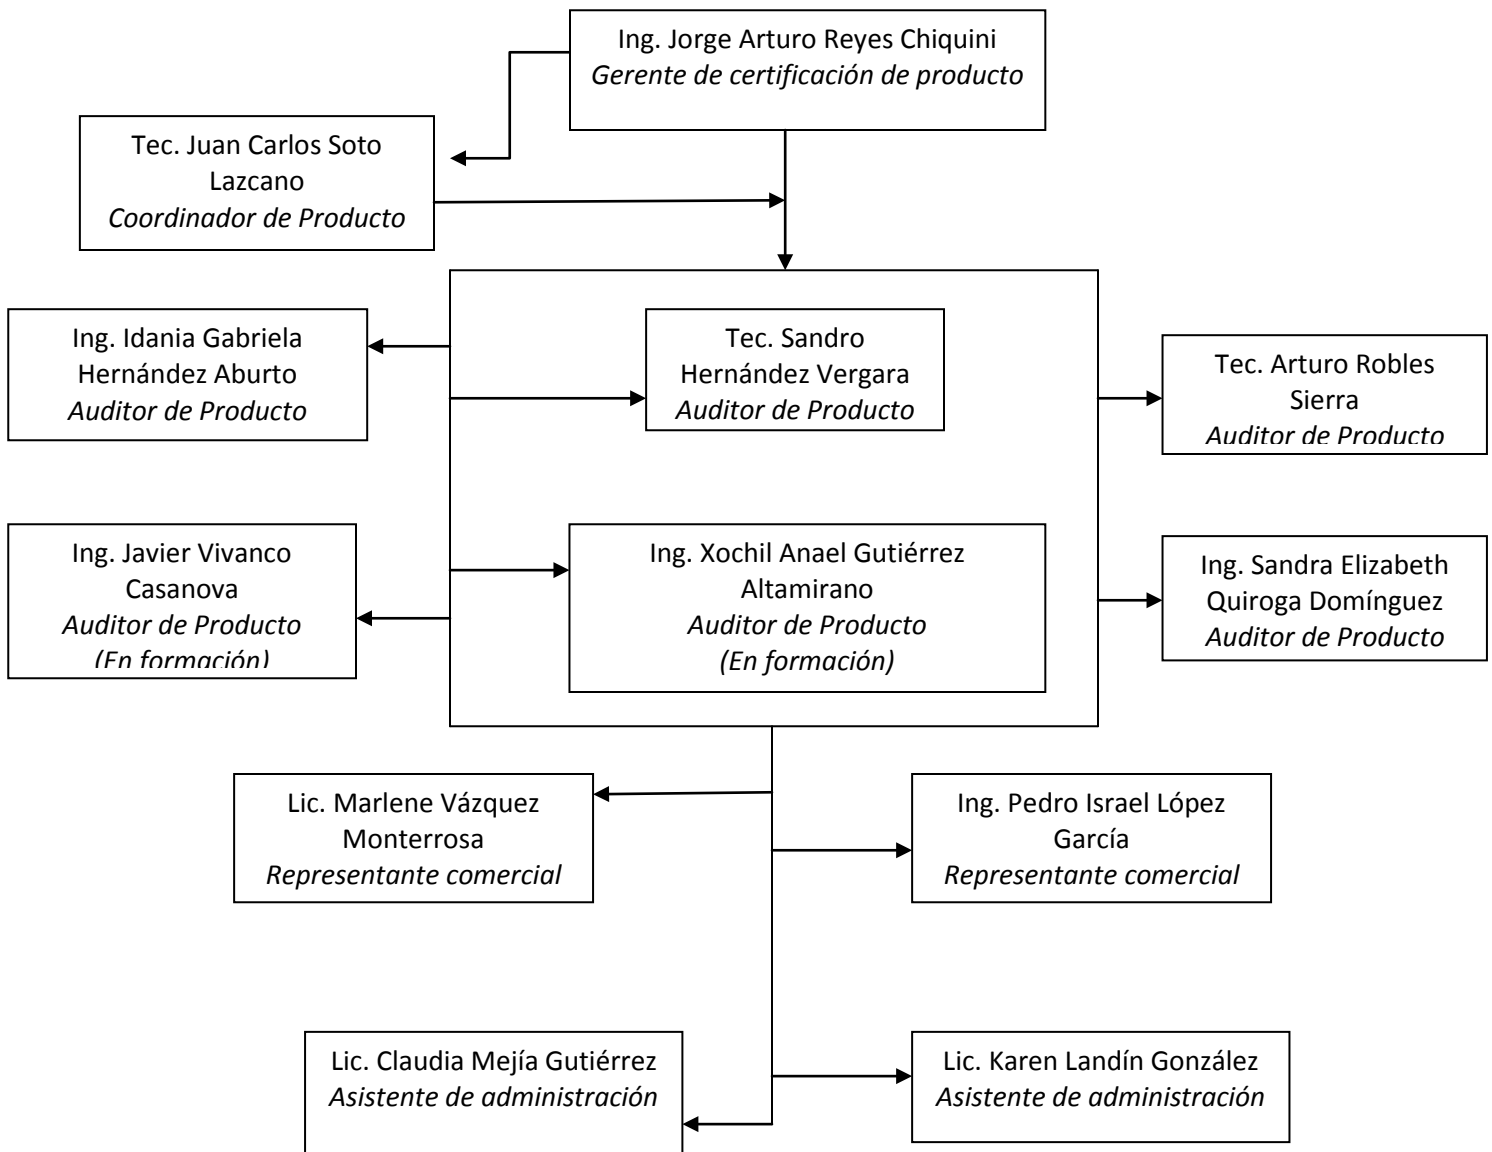 Ing. Jorge Arturo Reyes Chiquini
Gerente de certificación de producto
Tec. Juan Carlos Soto
Lazcano
Coordinador de Producto
Ing. Idania Gabriela
Hernández Aburto
Auditor de Producto
Tec. Sandro
Hernández Vergara
Auditor de Producto
Tec. Arturo Robles
Sierra
Auditor de Producto
Ing. Javier Vivanco
Casanova
Auditor de Producto
(En formación)
Ing. Xochil Anael Gutiérrez
Altamirano
Auditor de Producto
(En formación)
Ing. Sandra Elizabeth
Quiroga Domínguez
Auditor de Producto
Lic. Marlene Vázquez
Monterrosa
Representante comercial
Ing. Pedro Israel López
García
Representante comercial
Lic. Claudia Mejía Gutiérrez
Asistente de administración
Lic. Karen Landín González
Asistente de administración